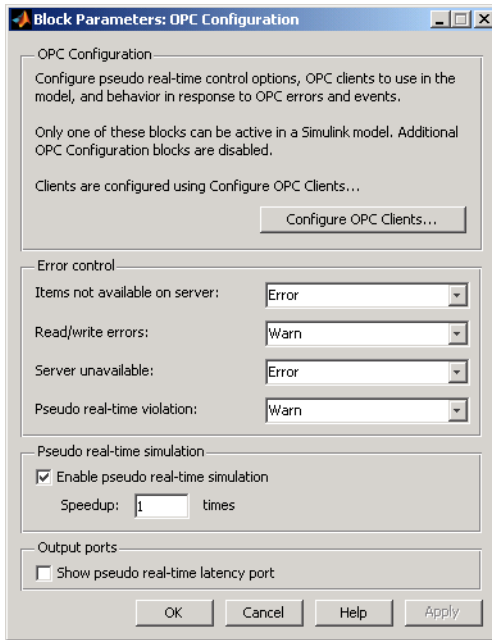 Block Parameters: OPC Configuration
OPC Configuration
Configure pseudo real-time control options, OPC clients to use in the
model, and behavior in response to OPC errors and events.
Only one of these blocks can be active in a Simulink model. Additional
OPC Configuration blocks are disabled.
Clients are configured using Configure OPC Clients...
Configure OPC Clients...
Error control
Items not available on server: Error
Read/write errors: Warn
Server unavailable: Error
Pseudo real-time violation: Warn
Pseudo real-time simulation
Enable pseudo real-time simulation
Speedup: 1 times
Output ports
Show pseudo real-time latency port
OK Cancel Help Apply